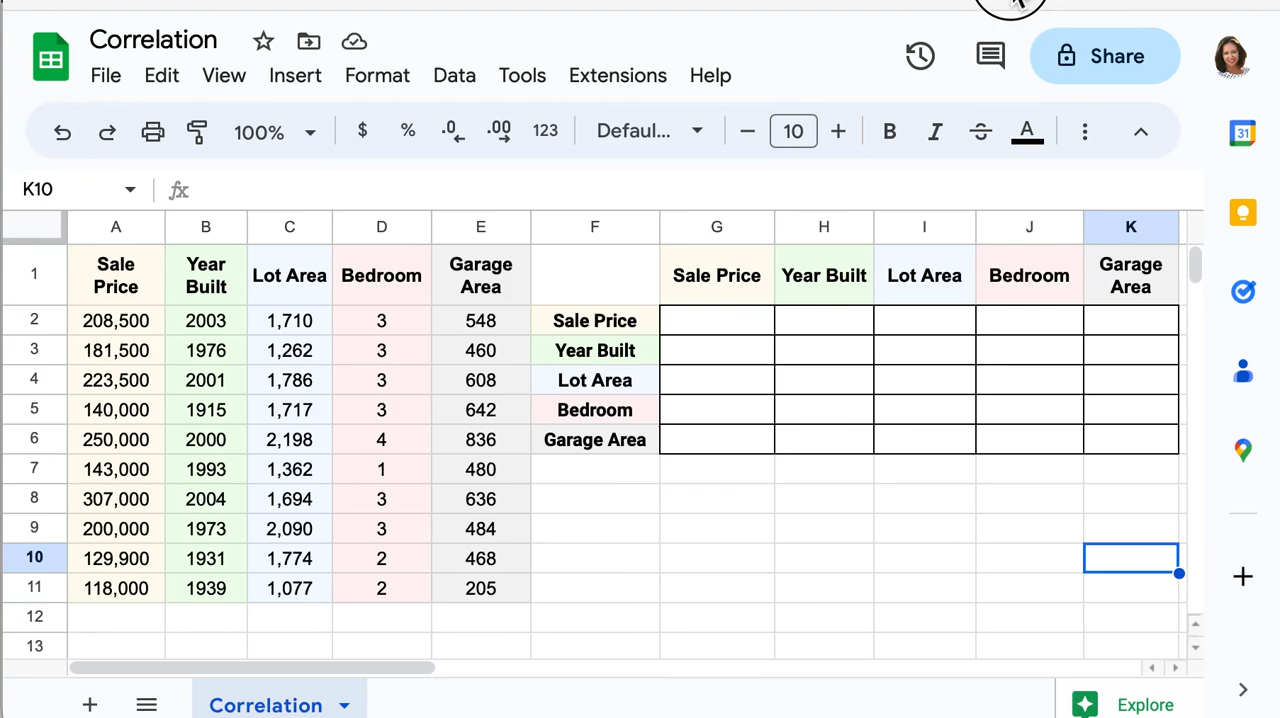 Correlation
File Edit View Insert Format Data Tools Extensions Help
Share
100% $ % .0 .00 123 Defaul... 10 B I S A
31
K10 fx
A B C D E F G H I J K
1 Sale Price Year Built Lot Area Bedroom Garage Area Sale Price Year Built Lot Area Bedroom Garage Area
2 208,500 2003 1,710 3 548 Sale Price
3 181,500 1976 1,262 3 460 Year Built
4 223,500 2001 1,786 3 608 Lot Area
5 140,000 1915 1,717 3 642 Bedroom
6 250,000 2000 2,198 4 836 Garage Area
7 143,000 1993 1,362 1 480
8 307,000 2004 1,694 3 636
9 200,000 1973 2,090 3 484
10 129,900 1931 1,774 2 468
11 118,000 1939 1,077 2 205
12
13
Correlation Explore